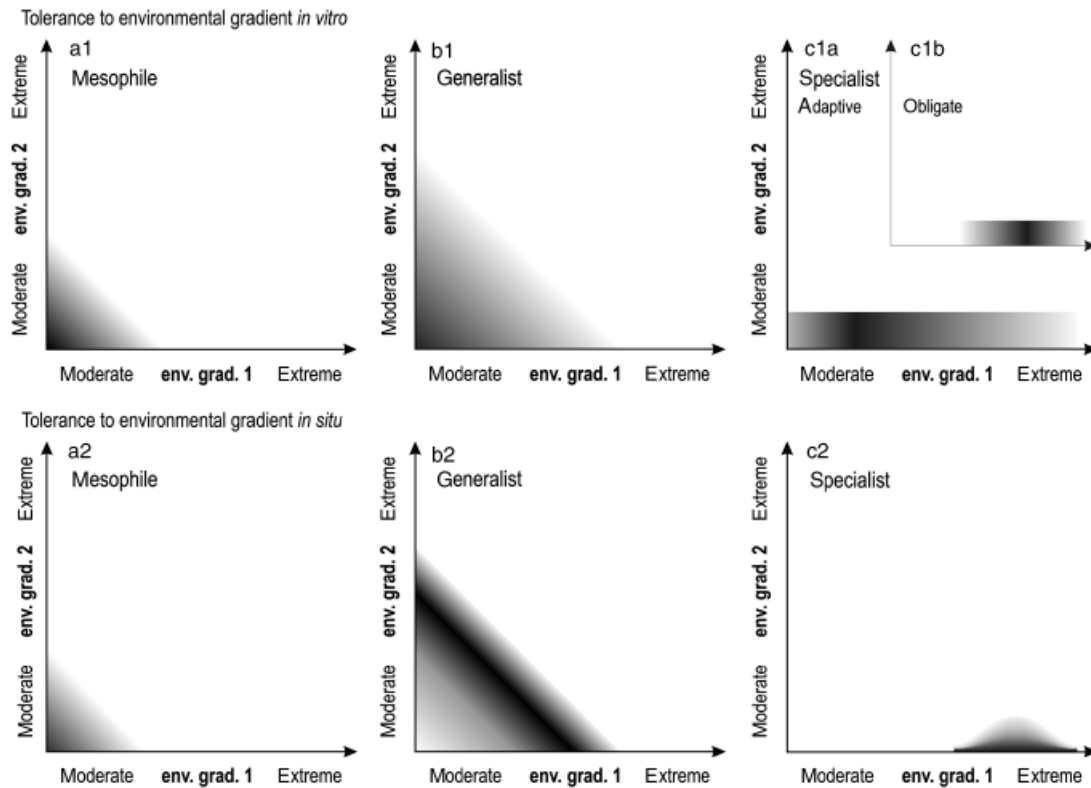 Tolerance to environmental gradient in vitro
a1
Mesophile
Extreme
env. grad. 2
Moderate
Moderate env. grad. 1 Extreme
b1
Generalist
Extreme
env. grad. 2
Moderate
Moderate env. grad. 1 Extreme
c1a
Specialist
Adaptive
c1b
Obligate
Extreme
env. grad. 2
Moderate
Moderate env. grad. 1 Extreme
Tolerance to environmental gradient in situ
a2
Mesophile
Extreme
env. grad. 2
Moderate
Moderate env. grad. 1 Extreme
b2
Generalist
Extreme
env. grad. 2
Moderate
Moderate env. grad. 1 Extreme
c2
Specialist
Extreme
env. grad. 2
Moderate
Moderate env. grad. 1 Extreme